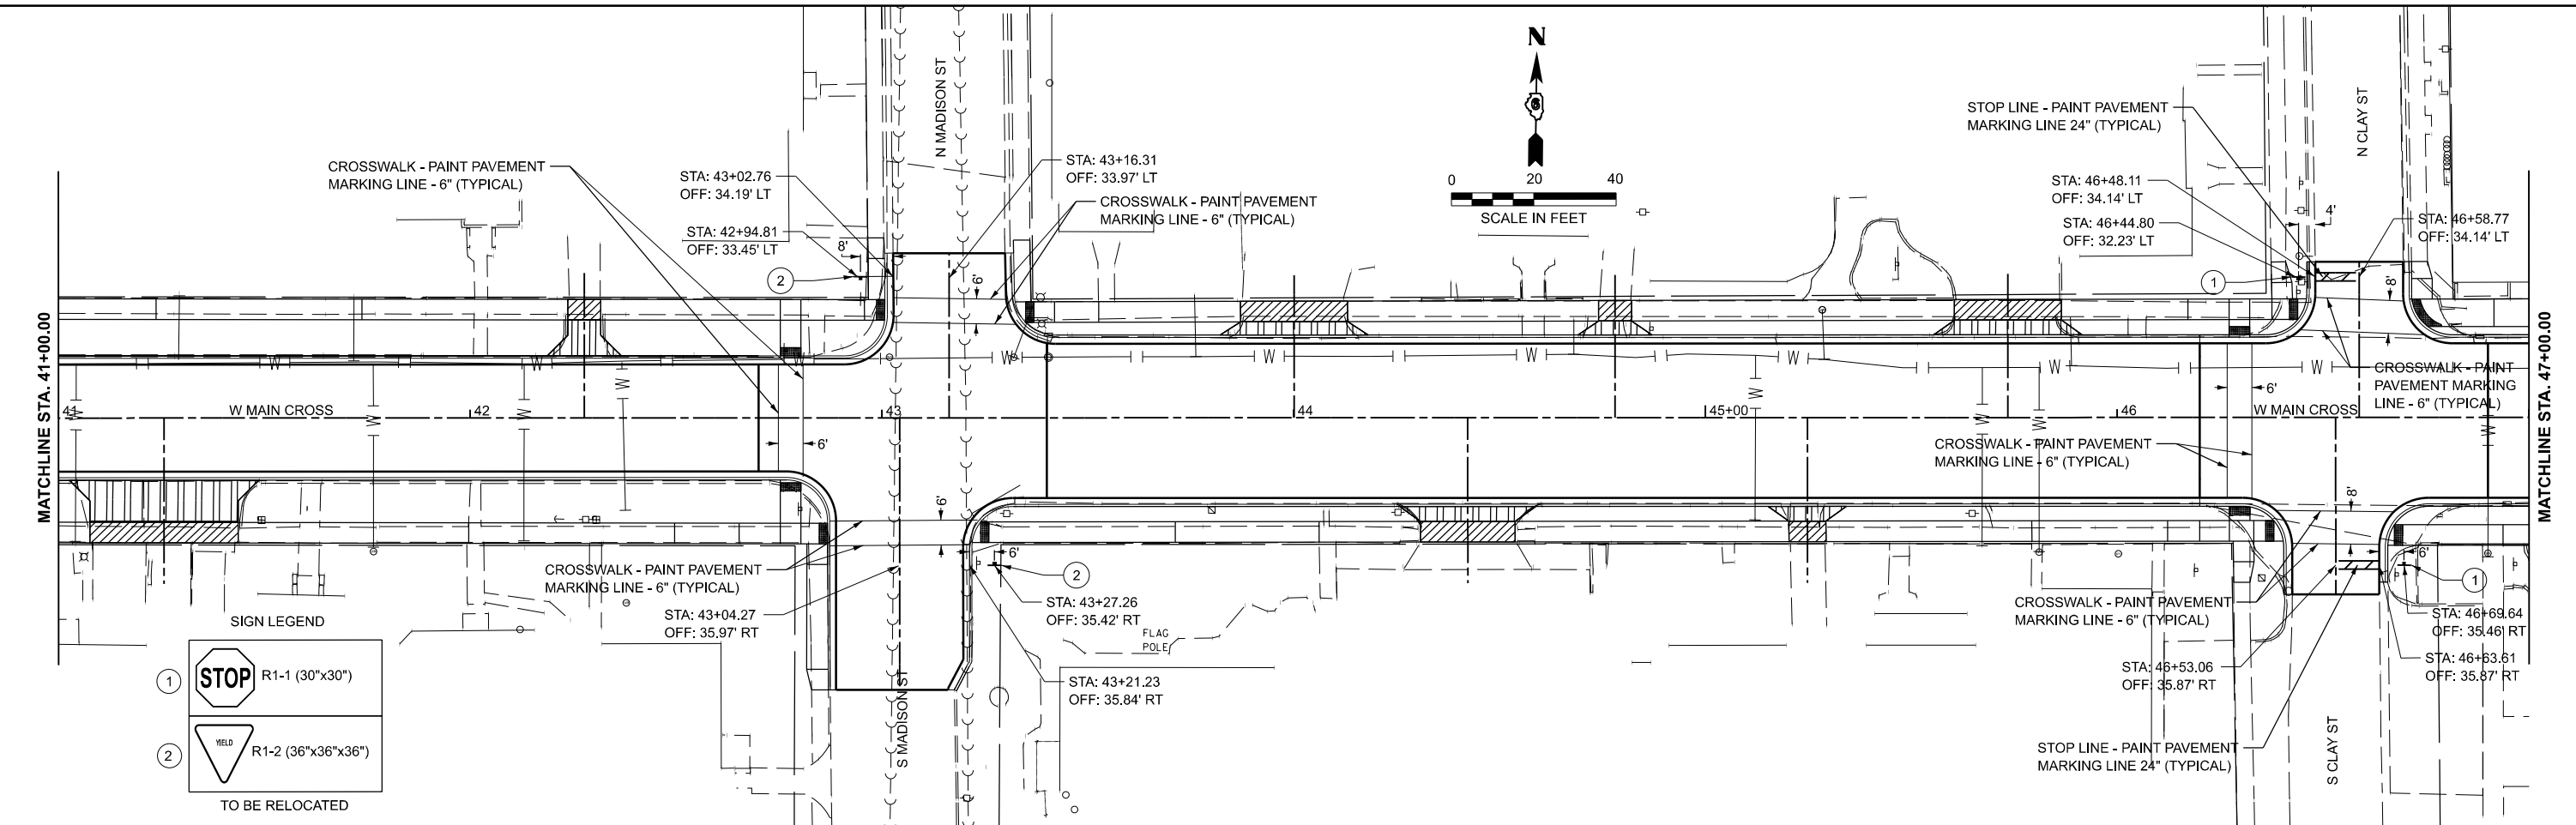 MATCHLINE STA. 41+00.00
CROSSWALK - PAINT PAVEMENT
MARKING LINE - 6" (TYPICAL)
STA: 43+02.76
OFF: 34.19' LT
STA: 42+94.81
OFF: 33.45' LT
8'
2
N MADISON ST
STA: 43+16.31
OFF: 33.97' LT
CROSSWALK - PAINT PAVEMENT
MARKING LINE - 6" (TYPICAL)
6'
N
6
0 20 40
SCALE IN FEET
STOP LINE - PAINT PAVEMENT
MARKING LINE 24" (TYPICAL)
N CLAY ST
STA: 46+48.11
OFF: 34.14' LT
STA: 46+44.80
OFF: 32.23' LT
4'
STA: 46+58.77
OFF: 34.14' LT
1
8'
W W W W W W W W
CROSSWALK - PAINT
PAVEMENT MARKING
LINE - 6" (TYPICAL)
6'
41 W MAIN CROSS 42 43 44 45+00 46 W MAIN CROSS
W W W W W W W
6'
CROSSWALK - PAINT PAVEMENT
MARKING LINE - 6" (TYPICAL)
MATCHLINE STA. 47+00.00
6'
8'
CROSSWALK - PAINT PAVEMENT
MARKING LINE - 6" (TYPICAL)
STA: 43+04.27
OFF: 35.97' RT
6'
2
STA: 43+27.26
OFF: 35.42' RT
FLAG
POLE
STA: 43+21.23
OFF: 35.84' RT
S MADISON ST
6'
1
CROSSWALK - PAINT PAVEMENT
MARKING LINE - 6" (TYPICAL)
STA: 46+69.64
OFF: 35.46' RT
STA: 46+53.06
OFF: 35.87' RT
STA: 46+63.61
OFF: 35.87' RT
STOP LINE - PAINT PAVEMENT
MARKING LINE 24" (TYPICAL)
S CLAY ST
SIGN LEGEND
1 STOP R1-1 (30"x30")
2 YIELD R1-2 (36"x36"x36")
TO BE RELOCATED